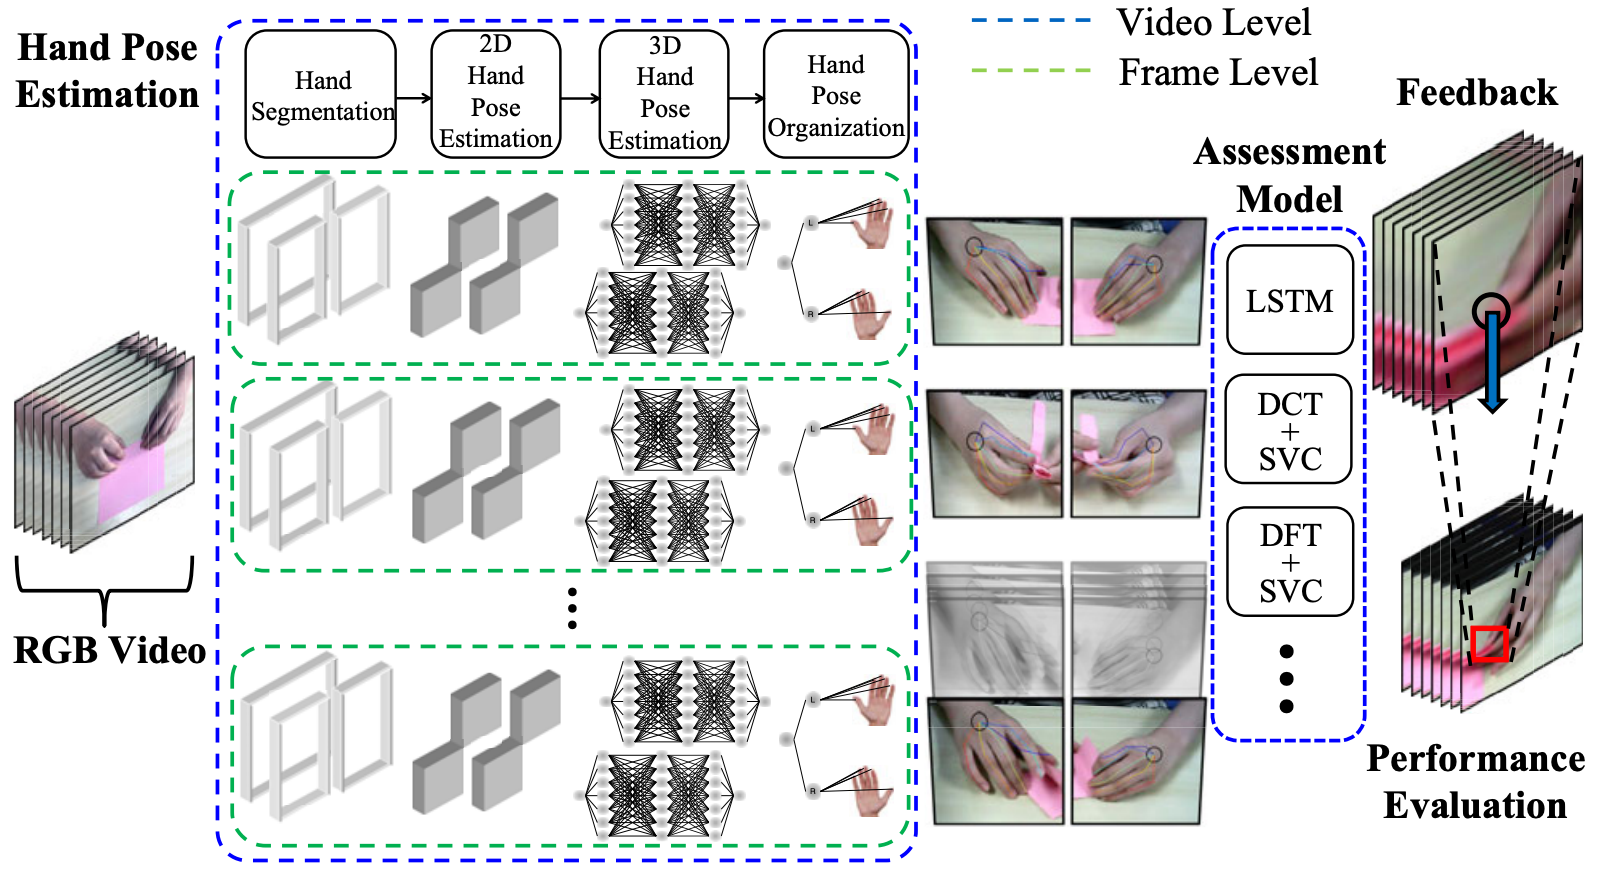 Hand Pose
Estimation
Hand
Segmentation
2D
Hand
Pose
Estimation
3D
Hand
Pose
Estimation
Hand
Pose
Organization
Video Level
Frame Level
L
R
L
R
L
R
RGB Video
Assessment
Model
LSTM
DCT
+
SVC
DFT
+
SVC
Feedback
Performance
Evaluation